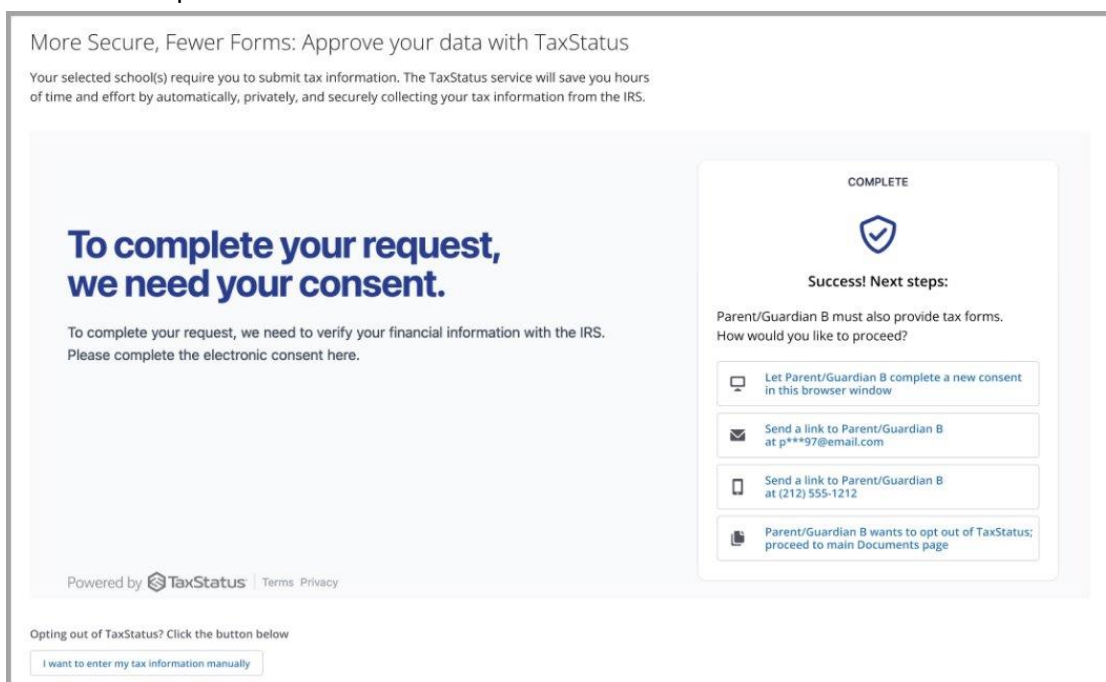 More Secure, Fewer Forms: Approve your data with TaxStatus
Your selected school(s) require you to submit tax information. The TaxStatus service will save you hours
of time and effort by automatically, privately, and securely collecting your tax information from the IRS.
To complete your request,
we need your consent.
To complete your request, we need to verify your financial information with the IRS.
Please complete the electronic consent here.
Powered by TaxStatus Terms Privacy
COMPLETE
Success! Next steps:
Parent/Guardian B must also provide tax forms.
How would you like to proceed?
Let Parent/Guardian B complete a new consent
in this browser window
Send a link to Parent/Guardian B
at p***97@email.com
Send a link to Parent/Guardian B
at (212) 555-1212
Parent/Guardian B wants to opt out of TaxStatus;
proceed to main Documents page
Opting out of TaxStatus? Click the button below
I want to enter my tax information manually